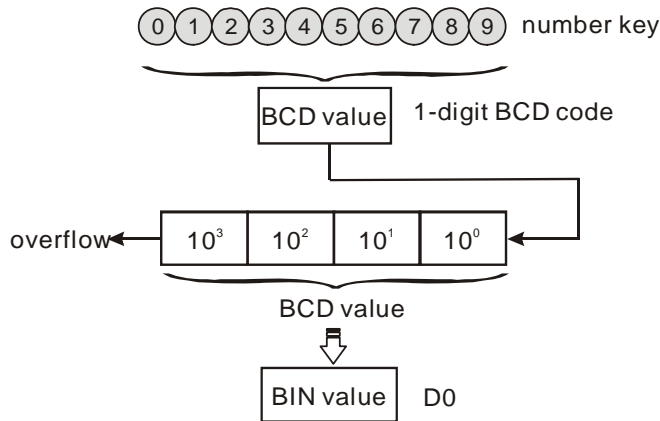 0 1 2 3 4 5 6 7 8 9 number key
BCD value 1-digit BCD code
overflow 10³ 10² 10¹ 10⁰
BCD value
BIN value D0